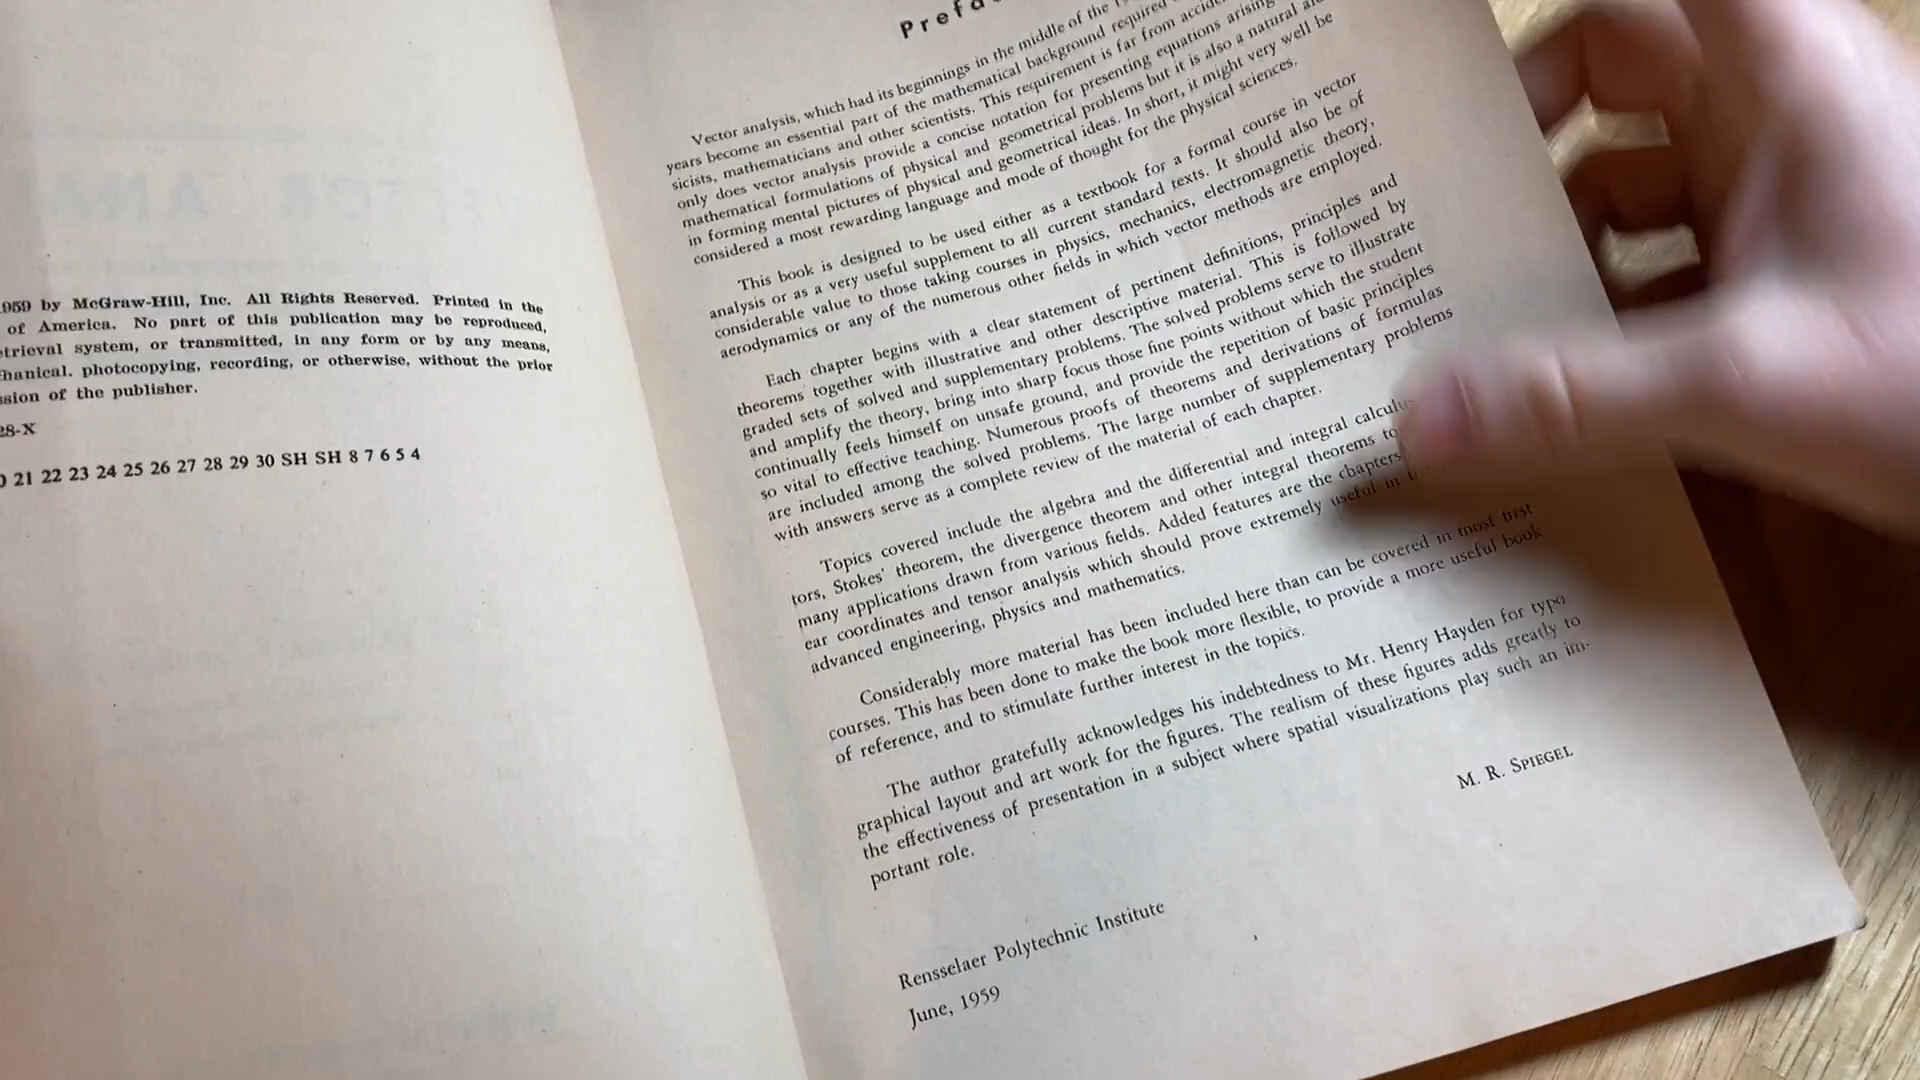 959 by McGraw-Hill, Inc. All Rights Reserved. Printed in the
of America. No part of this publication may be reproduced,
etrieval system, or transmitted, in any form or by any means,
hanical, photocopying, recording, or otherwise, without the prior
ssion of the publisher.
28-X
0 21 22 23 24 25 26 27 28 29 30 SH SH 8 7 6 5 4
Prefa
Vector analysis, which had its beginnings in the middle of the
years become an essential part of the mathematical background required
sicists, mathematicians and other scientists. This requirement is far from accid
only does vector analysis provide a concise notation for presenting equations arising
mathematical formulations of physical and geometrical problems but it is also a natural
in forming mental pictures of physical and geometrical ideas. In short, it might very well be
considered a most rewarding language and mode of thought for the physical sciences.
This book is designed to be used either as a textbook for a formal course in vector
analysis or as a very useful supplement to all current standard texts. It should also be of
considerable value to those taking courses in physics, mechanics, electromagnetic theory,
aerodynamics or any of the numerous other fields in which vector methods are employed.
Each chapter begins with a clear statement of pertinent definitions, principles and
theorems together with illustrative and other descriptive material. This is followed by
graded sets of solved and supplementary problems. The solved problems serve to illustrate
and amplify the theory, bring into sharp focus those fine points without which the student
continually feels himself on unsafe ground, and provide the repetition of basic principles
so vital to effective teaching. Numerous proofs of theorems and derivations of formulas
are included among the solved problems. The large number of supplementary problems
with answers serve as a complete review of the material of each chapter.
Topics covered include the algebra and the differential and integral calculu
tors, Stokes' theorem, the divergence theorem and other integral theorems to
many applications drawn from various fields. Added features are the chapters
ear coordinates and tensor analysis which should prove extremely useful in
advanced engineering, physics and mathematics.
Considerably more material has been included here than can be covered in most first
courses. This has been done to make the book more flexible, to provide a more useful book
of reference, and to stimulate further interest in the topics.
The author gratefully acknowledges his indebtedness to Mr. Henry Hayden for typo
graphical layout and art work for the figures. The realism of these figures adds greatly to
the effectiveness of presentation in a subject where spatial visualizations play such an im-
portant role.
M. R. SPIEGEL
Rensselaer Polytechnic Institute
June, 1959